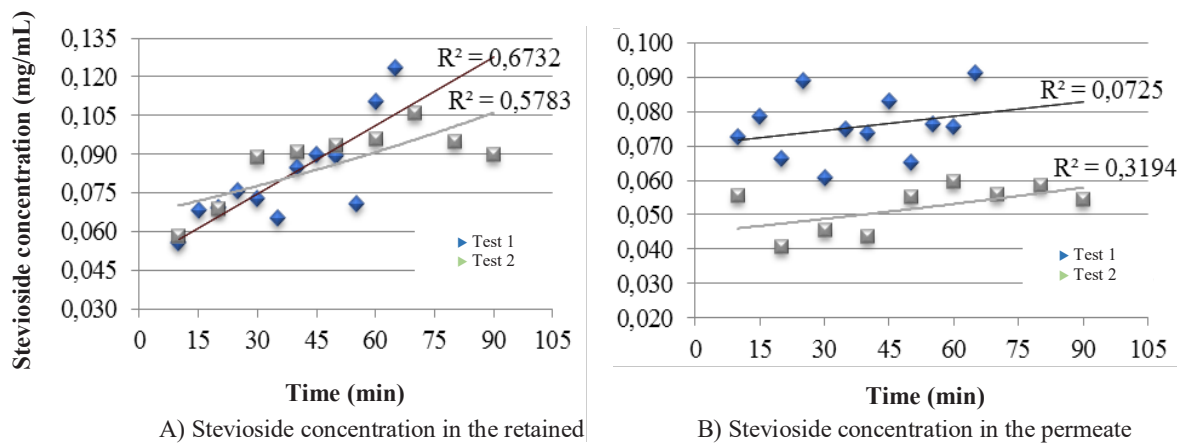 Stevioside concentration (mg/mL)
0,135
0,120
0,105
0,090
0,075
0,060
0,045
0,030
R² = 0,6732
R² = 0,5783
Test 1
Test 2
0 15 30 45 60 75 90 105
Time (min)
A) Stevioside concentration in the retained
0,100
0,090
0,080
0,070
0,060
0,050
0,040
0,030
0,020
R² = 0,0725
R² = 0,3194
Test 1
Test 2
0 15 30 45 60 75 90 105
Time (min)
B) Stevioside concentration in the permeate